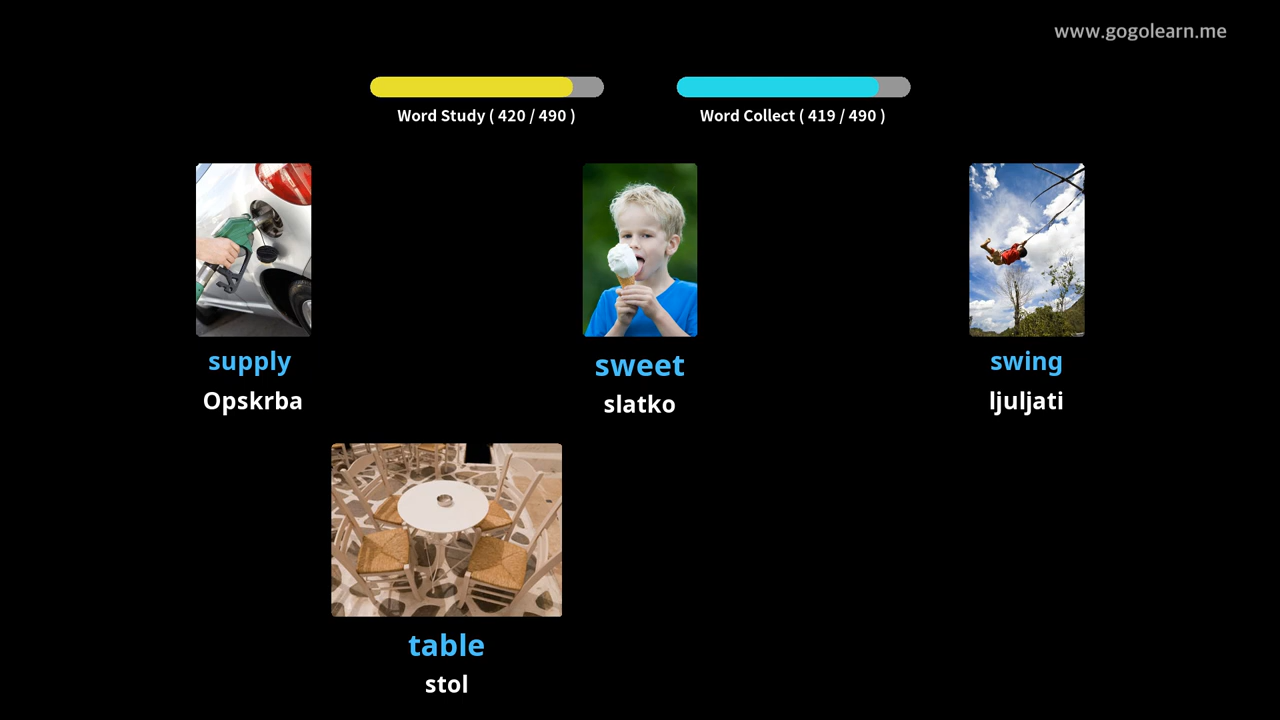 www.gogolearn.me
Word Study ( 420 / 490 )
Word Collect ( 419 / 490 )
supply
Opskrba
sweet
slatko
swing
ljuljati
table
stol